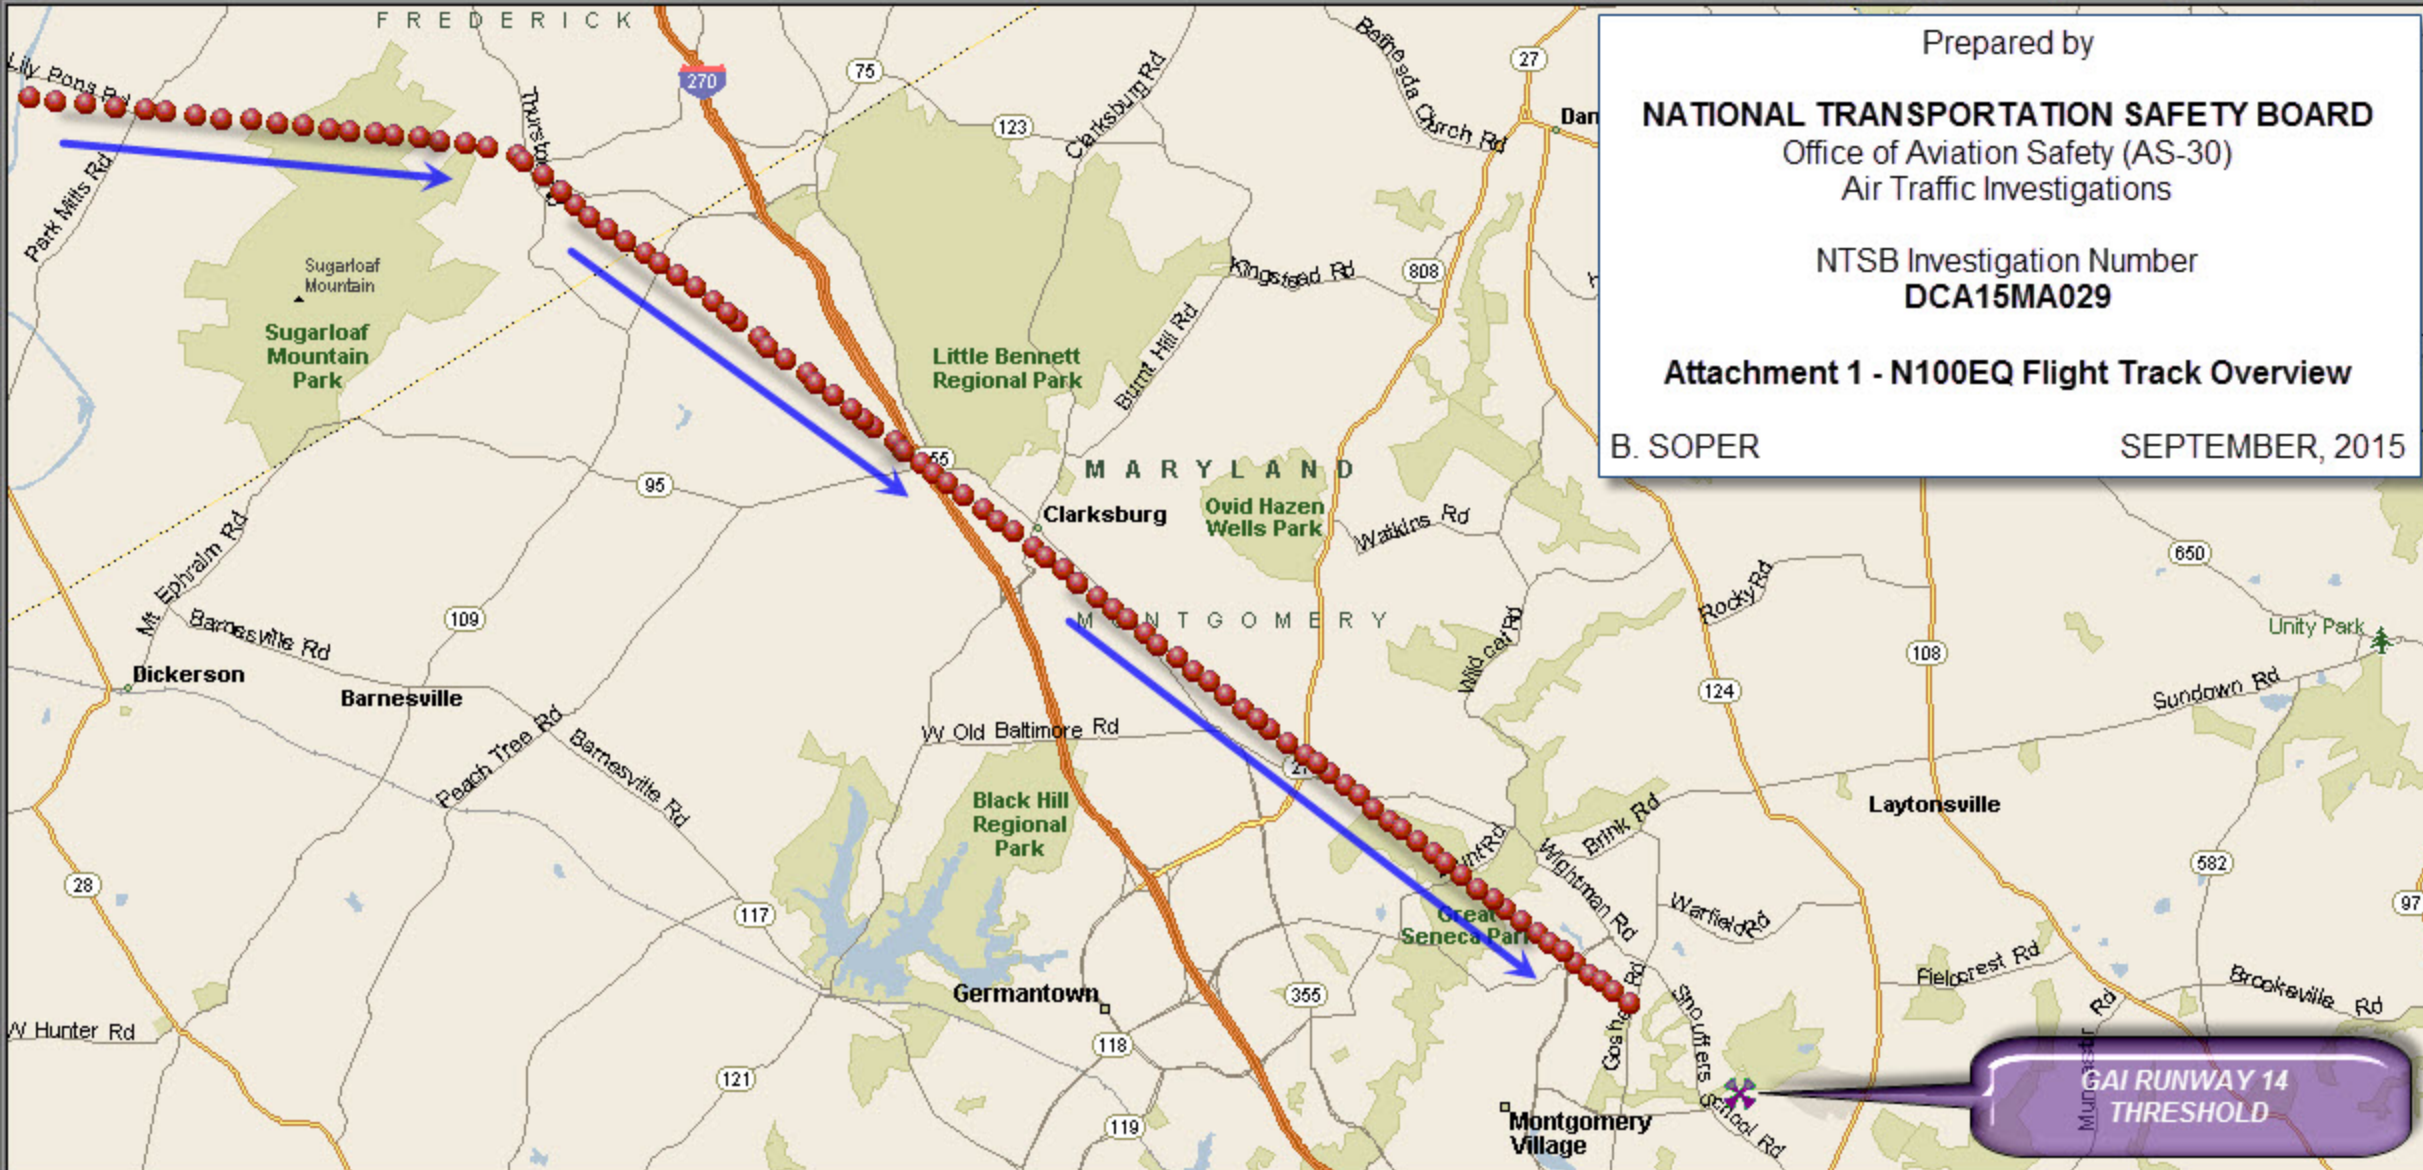 FREDERICK
Lily Pons Rd
270
75
27
Bethesda Church Rd
Prepared by
NATIONAL TRANSPORTATION SAFETY BOARD
Office of Aviation Safety (AS-30)
Air Traffic Investigations
NTSB Investigation Number
DCA15MA029
Attachment 1 - N100EQ Flight Track Overview
B. SOPER
SEPTEMBER, 2015
123
Clarksburg Rd
Dan
Park Mills Rd
Sugarloaf
Mountain
Sugarloaf
Mountain
Park
Kingstead Rd
808
Burnt Hill Rd
Little Bennett
Regional Park
55
95
MARYLAND
Ovid Hazen
Wells Park
Clarksburg
Watkins Rd
Mt Ephraim Rd
650
Rocky Rd
109
Barnesville Rd
MONTGOMERY
Wildcat Rd
Unity Park
108
Dickerson
Barnesville
124
Sundown Rd
Peach Tree Rd
Barnesville Rd
W Old Baltimore Rd
27
Black Hill
Regional
Park
Laytonsville
Brink Rd
Wightman Rd
28
582
117
Great
Seneca Park
Warfield Rd
97
Germantown
355
Goshen Rd
Snouffers School Rd
Fieldcrest Rd
Brookeville Rd
W Hunter Rd
118
121
119
Montgomery
Village
Rd
GAI RUNWAY 14
THRESHOLD